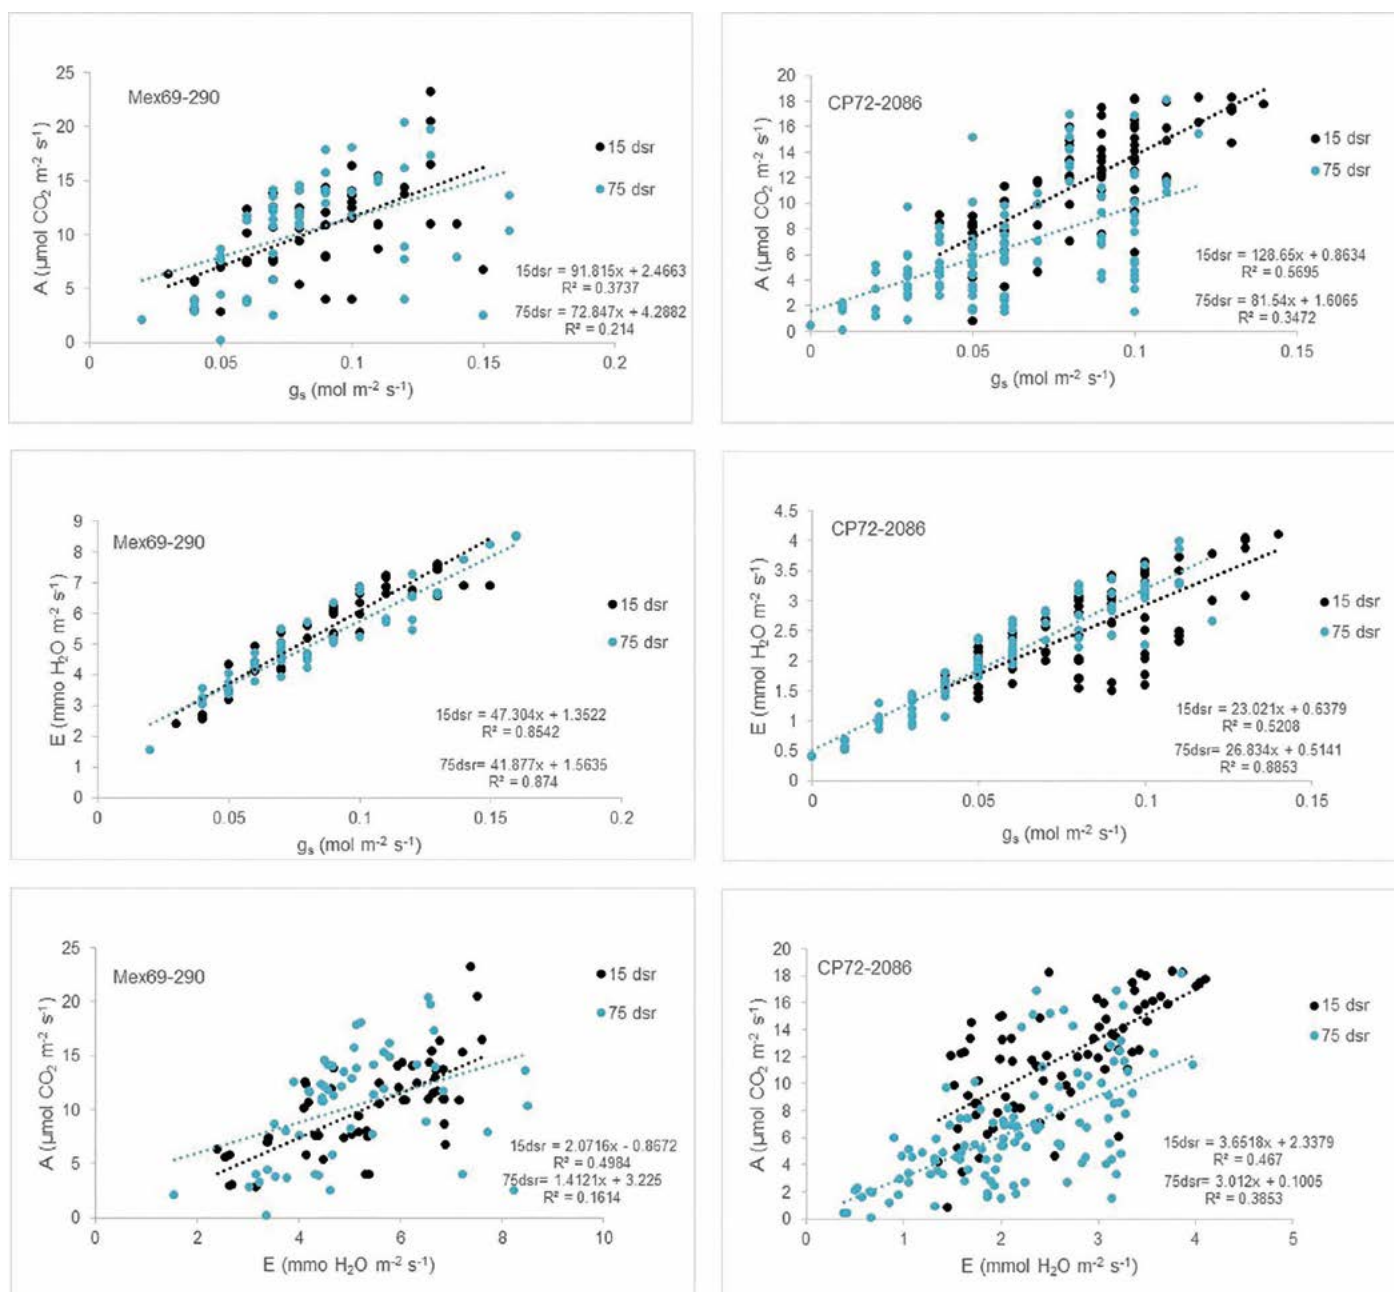 Mex69-290
A (µmol CO₂ m⁻² s⁻¹)
25
20
15
10
5
0
0
0.05
0.1
0.15
0.2
gₛ (mol m⁻² s⁻¹)
15 dsr
75 dsr
15dsr = 91.815x + 2.4663
R² = 0.3737
75dsr = 72.847x + 4.2882
R² = 0.214
CP72-2086
A (µmol CO₂ m⁻² s⁻¹)
20
18
16
14
12
10
8
6
4
2
0
0
0.05
0.1
0.15
gₛ (mol m⁻² s⁻¹)
15 dsr
75 dsr
15dsr = 128.65x + 0.8634
R² = 0.5695
75dsr = 81.54x + 1.6065
R² = 0.3472
Mex69-290
E (mmo H₂O m⁻² s⁻¹)
9
8
7
6
5
4
3
2
1
0
0
0.05
0.1
0.15
0.2
gₛ (mol m⁻² s⁻¹)
15 dsr
75 dsr
15dsr = 47.304x + 1.3522
R² = 0.8542
75dsr= 41.877x + 1.5635
R² = 0.874
CP72-2086
E (mmol H₂O m⁻² s⁻¹)
4.5
4
3.5
3
2.5
2
1.5
1
0.5
0
0
0.05
0.1
0.15
gₛ (mol m⁻² s⁻¹)
15 dsr
75 dsr
15dsr = 23.021x + 0.6379
R² = 0.5208
75dsr= 26.834x + 0.5141
R² = 0.8853
Mex69-290
A (µmol CO₂ m⁻² s⁻¹)
25
20
15
10
5
0
0
2
4
6
8
10
E (mmo H₂O m⁻² s⁻¹)
15 dsr
75 dsr
15dsr = 2.0716x - 0.8672
R² = 0.4984
75dsr= 1.4121x + 3.225
R² = 0.1614
CP72-2086
A (µmol CO₂ m⁻² s⁻¹)
20
18
16
14
12
10
8
6
4
2
0
0
1
2
3
4
5
E (mmol H₂O m⁻² s⁻¹)
15 dsr
75 dsr
15dsr = 3.6518x + 2.3379
R² = 0.467
75dsr= 3.012x + 0.1005
R² = 0.3853